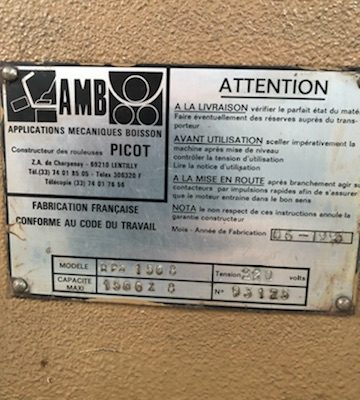 AMB
APPLICATIONS MECANIQUES BOISSON
Constructeur des rouleuses PICOT
Z.A. de Charpenay - 69210 LENTILLY
Tél.(33) 74 01 85 05 - Telex 306320 F
Télécopie (33) 74 01 76 56
FABRICATION FRANÇAISE
CONFORME AU CODE DU TRAVAIL
ATTENTION
A LA LIVRAISON vérifier le parfait état du maté
Faire éventuellement des réserves auprès du trans-
porteur
AVANT UTILISATION sceller impérativement la
machine après mise de niveau
contrôler la tension d'utilisation
Lire la notice d'utilisation
A LA MISE EN ROUTE après branchement agir su
contacteurs par impulsions rapides afin de s'assurer
que le moteur entraine dans le bon sens
NOTA le non respect de ces instructions annule la
garantie constructeur
Mois - Année de Fabrication
MODELE
Tension 220 volts
CAPACITE
MAXI
N°